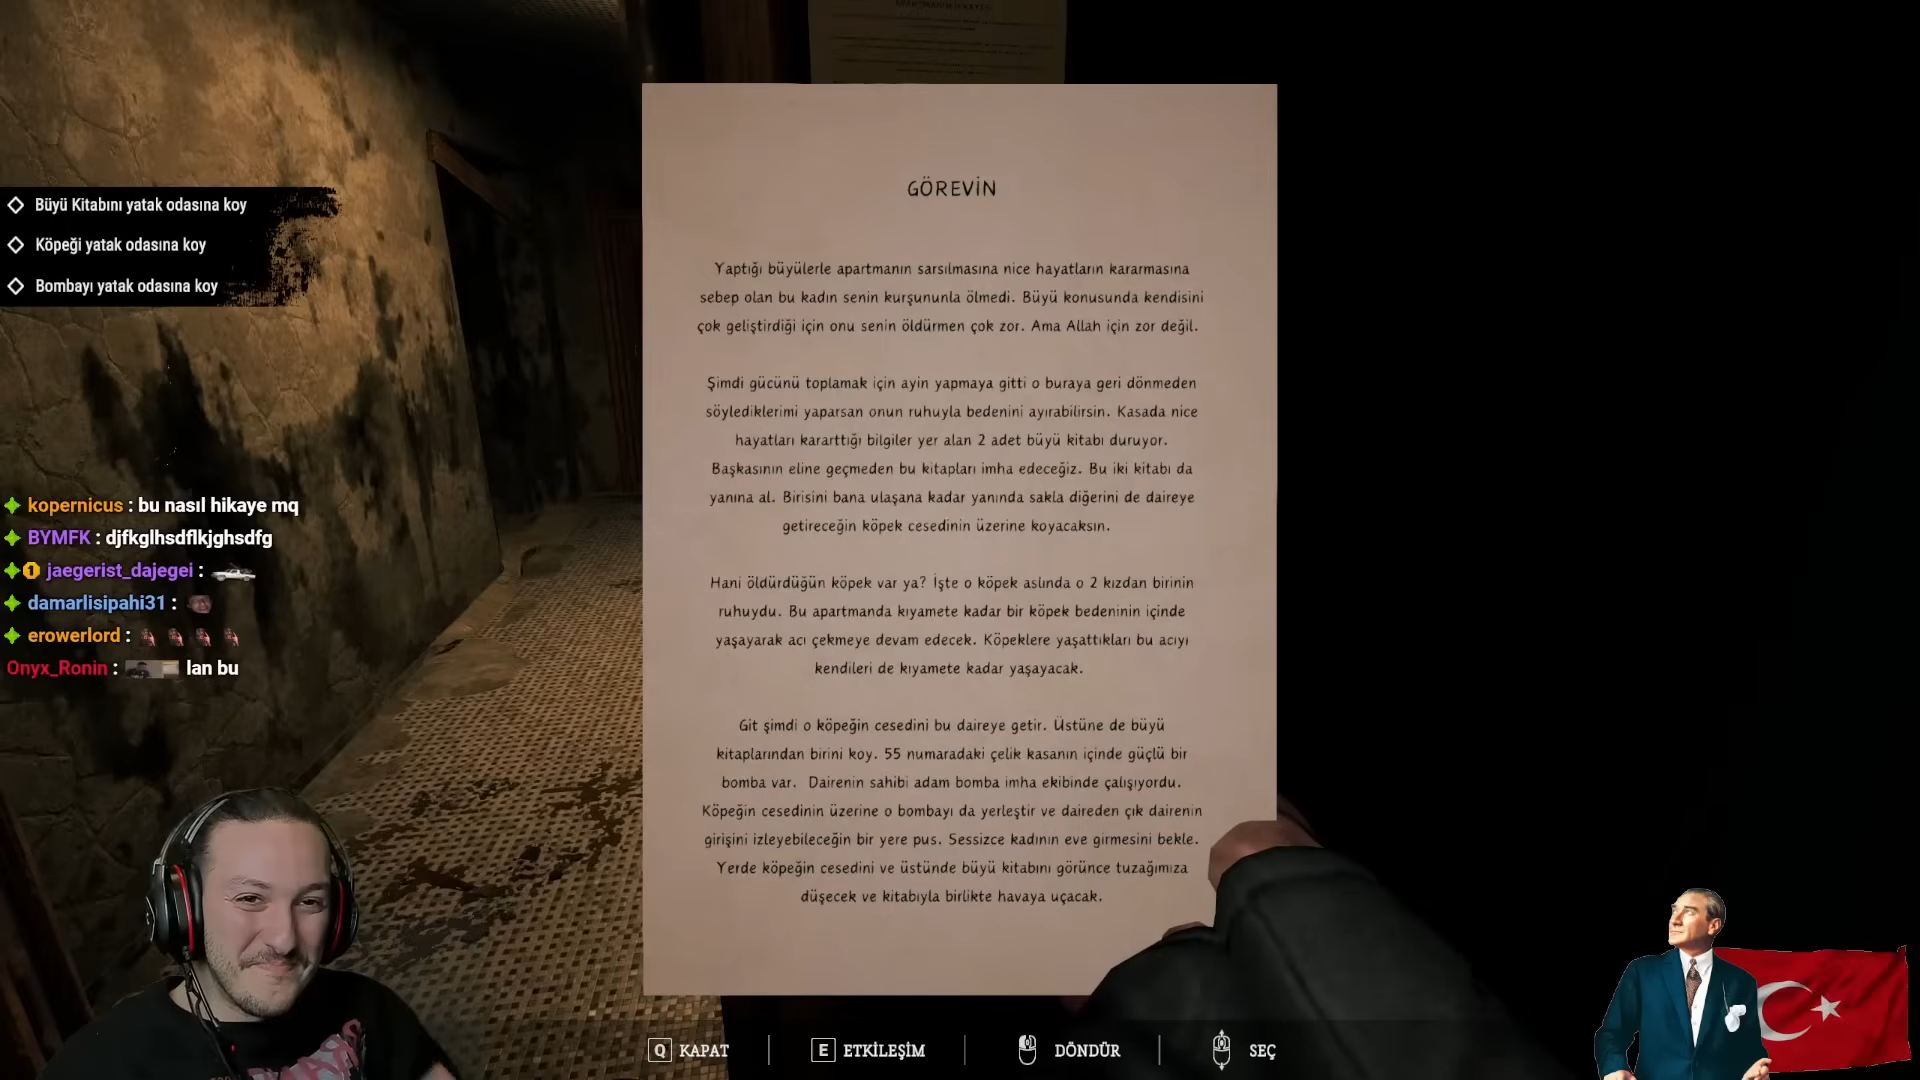 Büyü Kitabını yatak odasına koy
Köpeği yatak odasına koy
Bombayı yatak odasına koy
GÖREVİN
Yaptığı büyülerle apartmanın sarsılmasına nice hayatların kararmasına
sebep olan bu kadın senin kurşununla ölmedi. Büyü konusunda kendisini
çok geliştirdiği için onu senin öldürmen çok zor. Ama Allah için zor değil.
Şimdi gücünü toplamak için ayin yapmaya gitti o buraya geri dönmeden
söylediklerimi yaparsan onun ruhuyla bedenini ayırabilirsin. Kasada nice
hayatları kararttığı bilgiler yer alan 2 adet büyü kitabı duruyor.
Başkasının eline geçmeden bu kitapları imha edeceğiz. Bu iki kitabı da
yanına al. Birisini bana ulaşana kadar yanında sakla diğerini de daireye
getireceğin köpek cesedinin üzerine koyacaksın.
Hani öldürdüğün köpek var ya? İşte o köpek aslında o 2 kızdan birinin
ruhuydu. Bu apartmanda kıyamete kadar bir köpek bedeninin içinde
yaşayarak acı çekmeye devam edecek. Köpeklere yaşattıkları bu acıyı
kendileri de kıyamete kadar yaşayacak.
Git şimdi o köpeğin cesedini bu daireye getir. Üstüne de büyü
kitaplarından birini koy. 55 numaradaki çelik kasanın içinde güçlü bir
bomba var. Dairenin sahibi adam bomba imha ekibinde çalışıyordu.
Köpeğin cesedinin üzerine o bombayı da yerleştir ve daireden çık dairenin
girişini izleyebileceğin bir yere pus. Sessizce kadının eve girmesini bekle.
Yerde köpeğin cesedini ve üstünde büyü kitabını görünce tuzağımıza
düşecek ve kitabıyla birlikte havaya uçacak.
kopernicus : bu nasıl hikaye mq
BYMFK : djfkglhsdflkjghsdfg
1 jaegerist_dajegei :
damarlisipahi31 :
erowerlord :
Onyx_Ronin : lan bu
Q KAPAT
E ETKİLEŞİM
DÖNDÜR
SEÇ